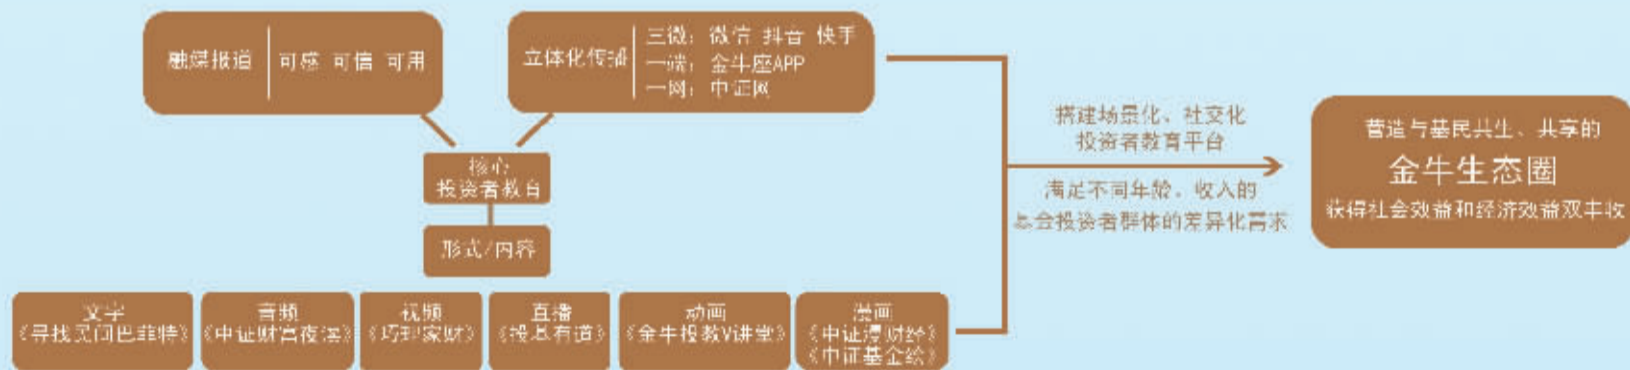 融媒报道
可感 可信 可用
立体化传播
三微：微信 抖音 快手
一端：金牛座APP
一网：中证网
核心
投资者教育
形式/内容
文字
《寻找民间巴菲特》
音频
《中证财富夜读》
视频
《巧理家财》
直播
《投基有道》
动画
《金牛投教V讲堂》
漫画
《中证漫财经》
《中证基金绘》
搭建场景化、社交化
投资者教育平台
满足不同年龄、收入的
基金投资者群体的差异化需求
营造与基民共生、共享的
金牛生态圈
获得社会效益和经济效益双丰收